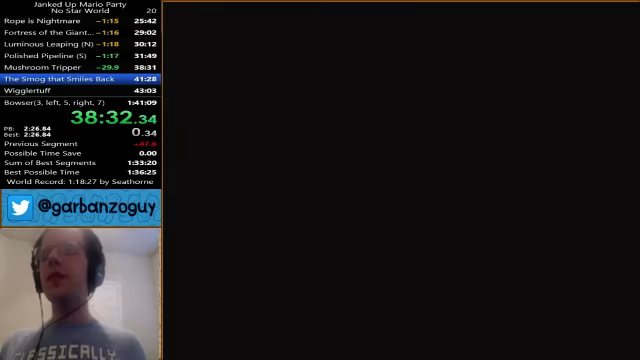 Janked Up Mario Party
No Star World 20
Rope is Nightmare −1:15 25:42
Fortress of the Giant... −1:16 29:02
Luminous Leaping (N) −1:18 30:12
Polished Pipeline (S) −1:17 31:49
Mushroom Tripper −29.9 38:31
The Smog that Smiles Back 41:28
Wigglertuff 43:03
Bowser(3, left, 5, right, 7) 1:41:09
38:32.34
PB: 2:26.84
Best: 2:26.84
0.34
Previous Segment +47.6
Possible Time Save 0.00
Sum of Best Segments 1:33:20
Best Possible Time 1:36:25
World Record: 1:18:27 by Seathorne
@garbanzoguy
CLASSICALLY